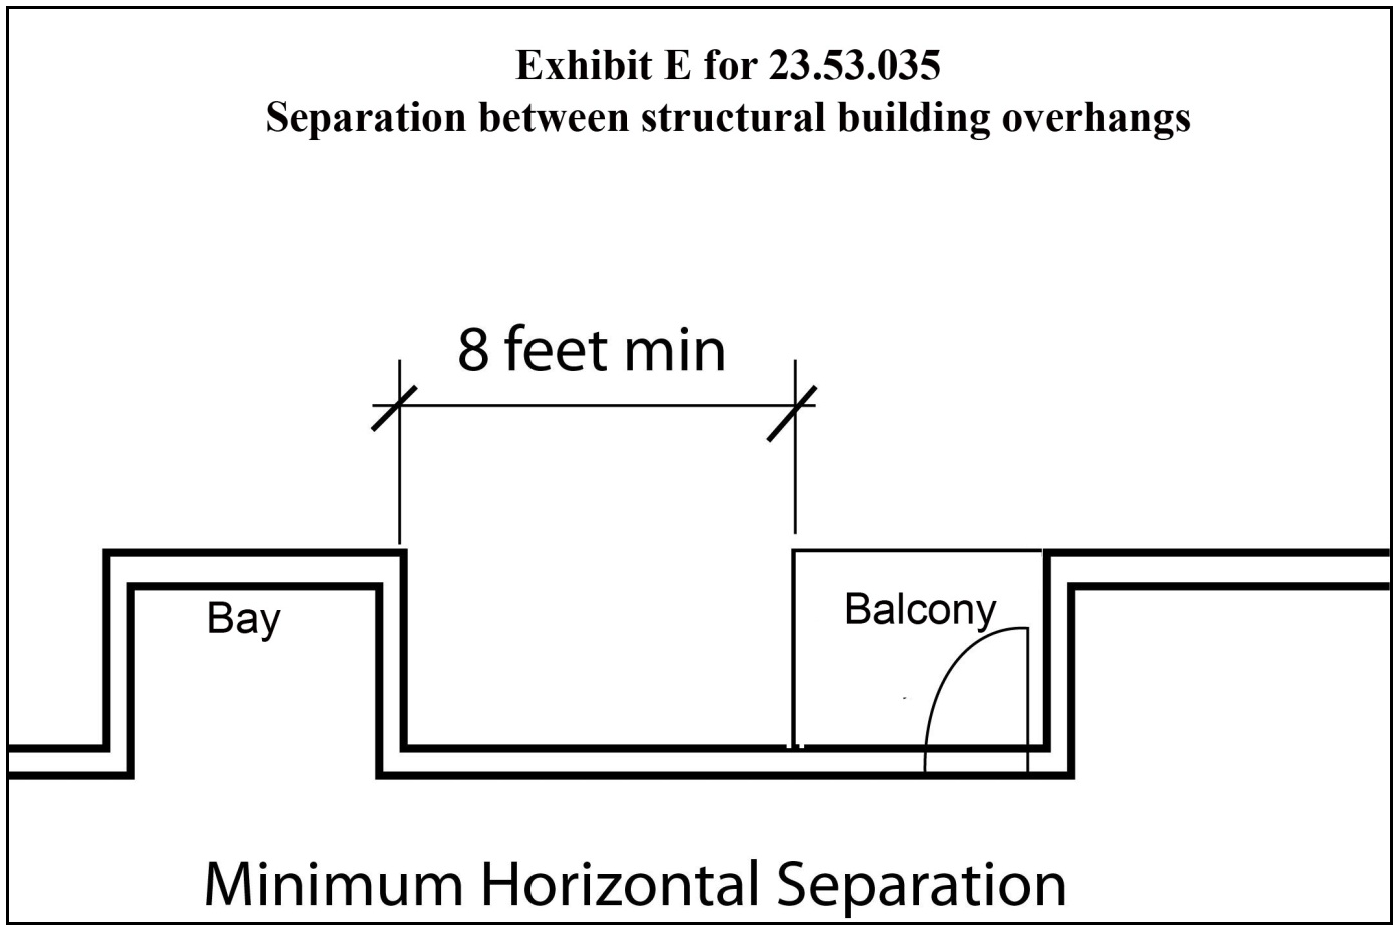 Exhibit E for 23.53.035
Separation between structural building overhangs
8 feet min
Bay
Balcony
Minimum Horizontal Separation